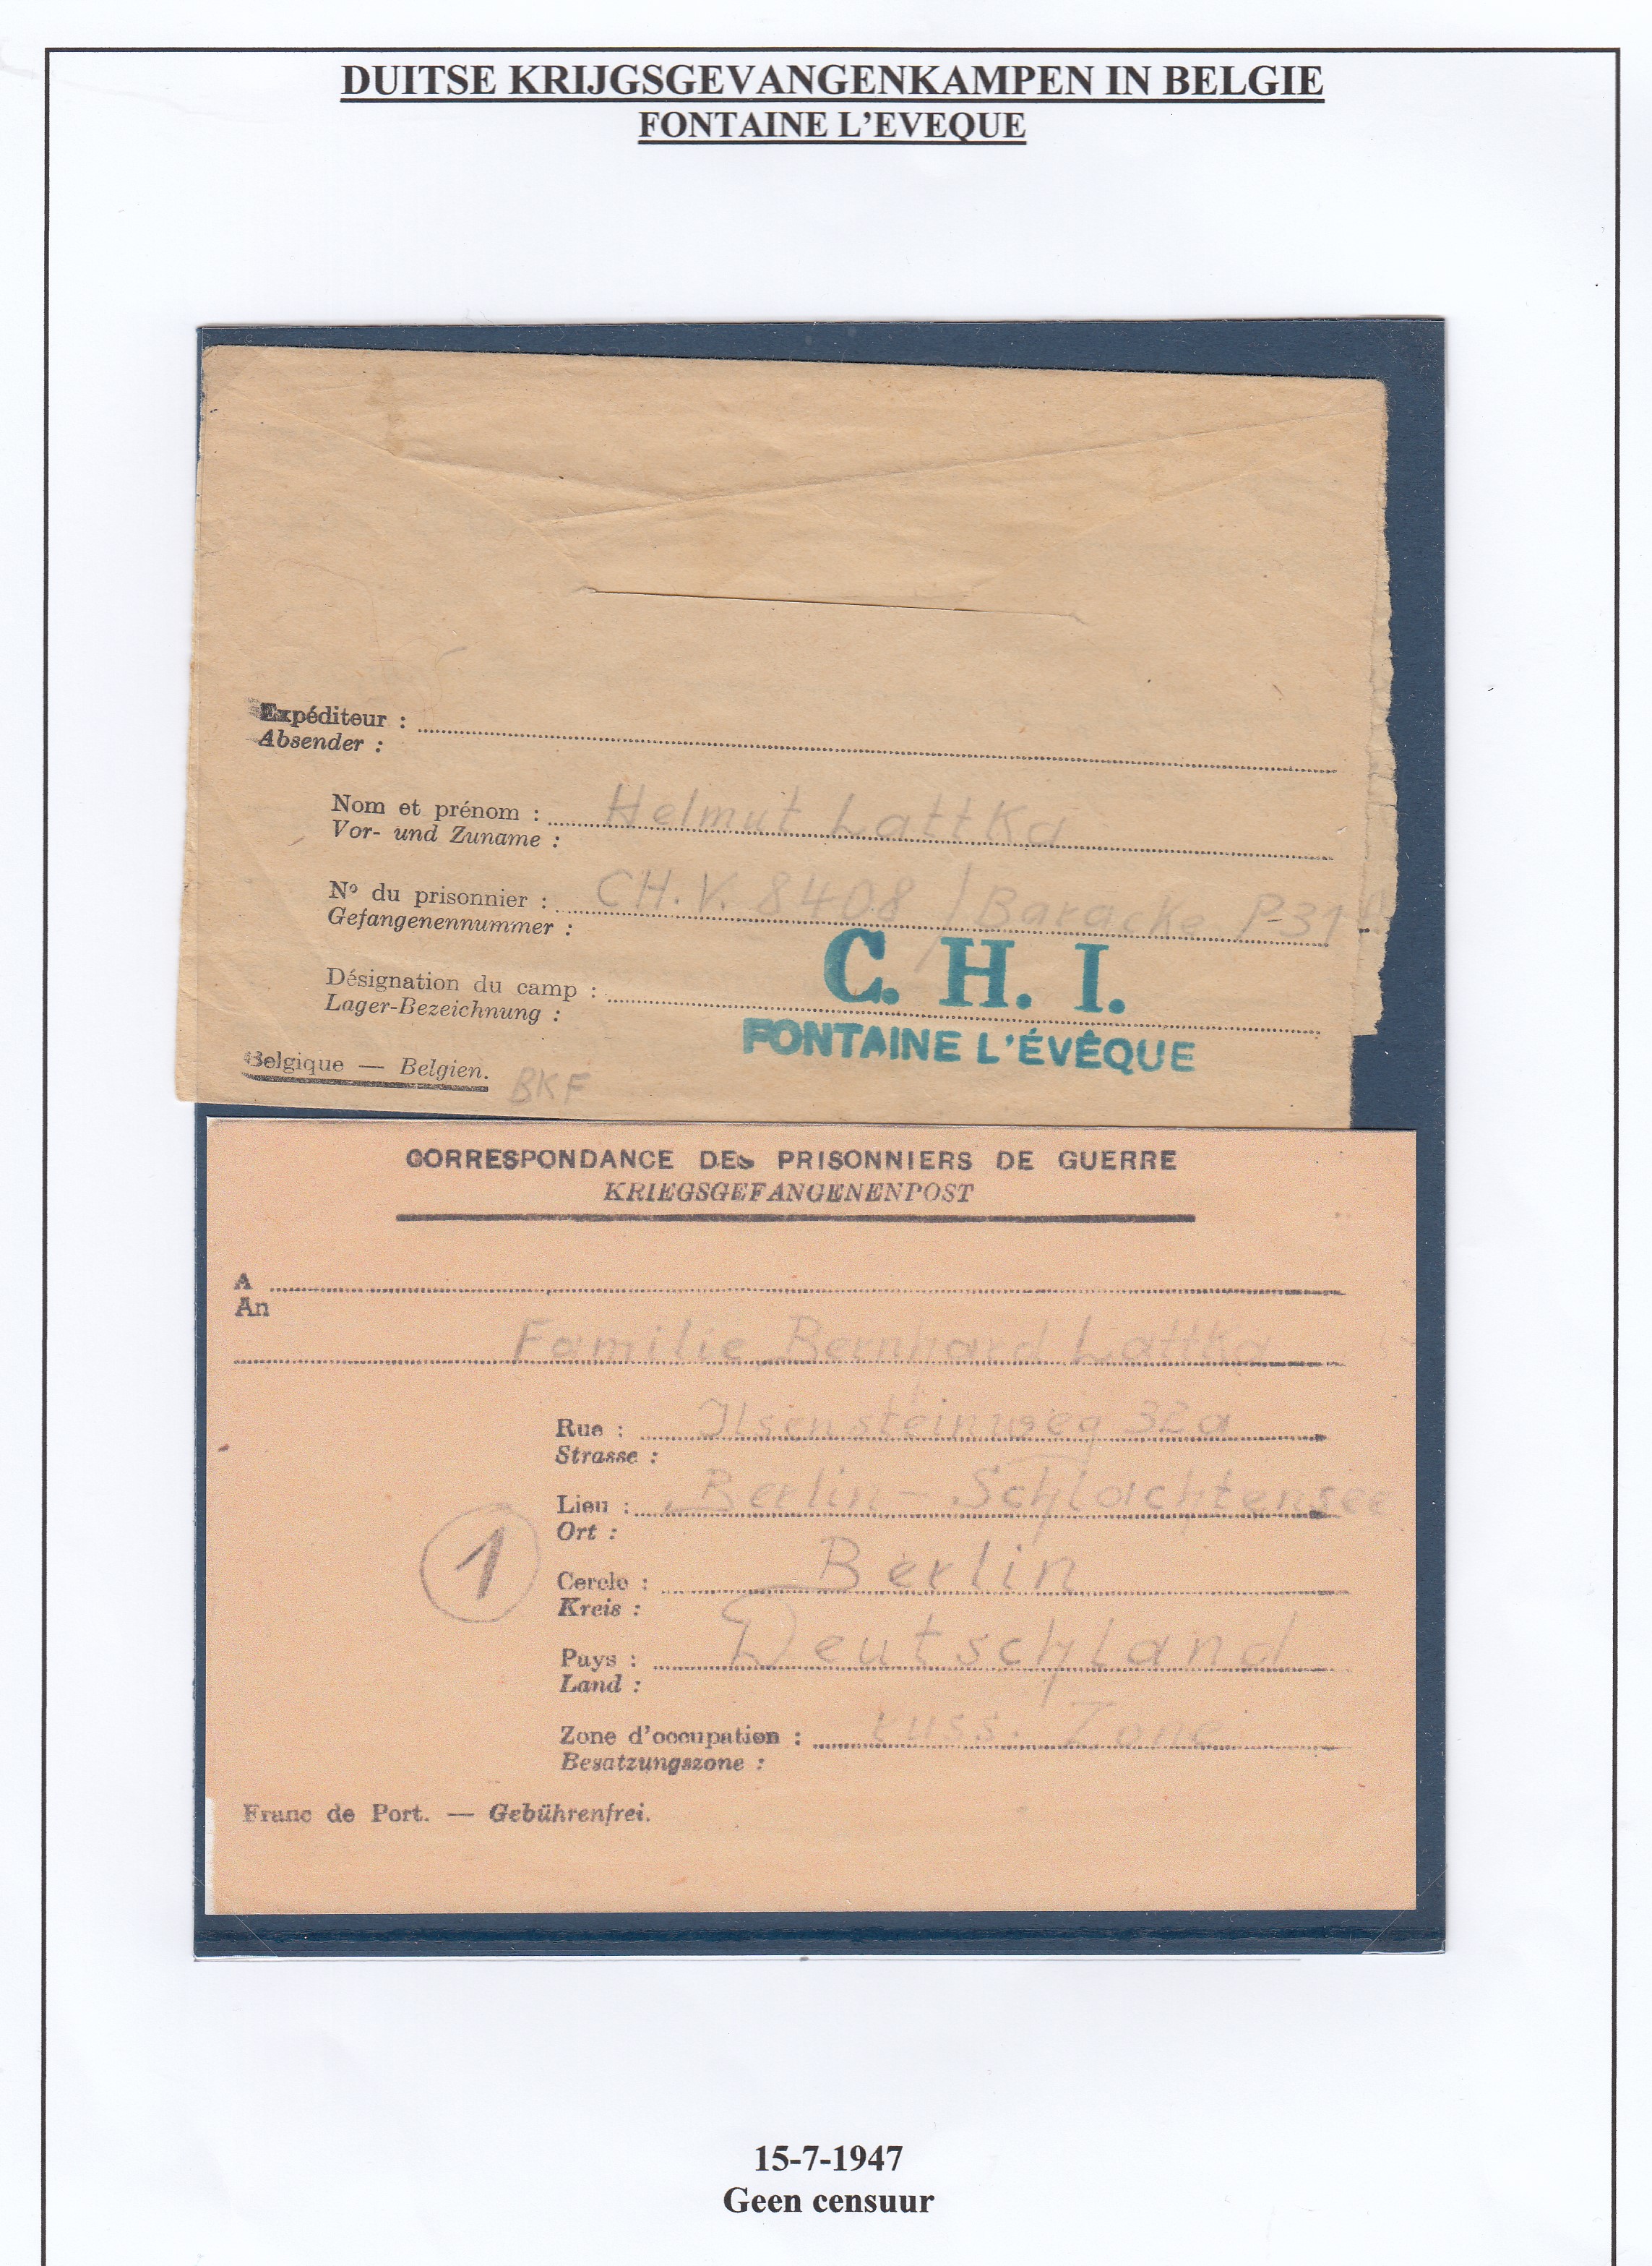 DUITSE KRIJGSGEVANGENKAMPEN IN BELGIE
FONTAINE L'EVEQUE
Expéditeur :
Absender :
Nom et prénom : Helmut Lattka
Vor- und Zuname :
Nº du prisonnier : CH.V. 8408 / Baracke P-31
Gefangenennummer :
C. H. I.
Désignation du camp :
Lager-Bezeichnung :
FONTAINE L'ÉVÊQUE
Belgique — Belgien.
BKF
CORRESPONDANCE DES PRISONNIERS DE GUERRE
KRIEGSGEFANGENENPOST
A
An
Familie Bernhard Lattka
Rue : Ilsensteinweg 32a
Strasse :
Lieu : Berlin - Schlachtensee
Ort :
1
Cercle : Berlin
Kreis :
Pays : Deutschland
Land :
Zone d'occupation : russ. Zone
Besatzungszone :
Franc de Port. — Gebührenfrei.
15-7-1947
Geen censuur